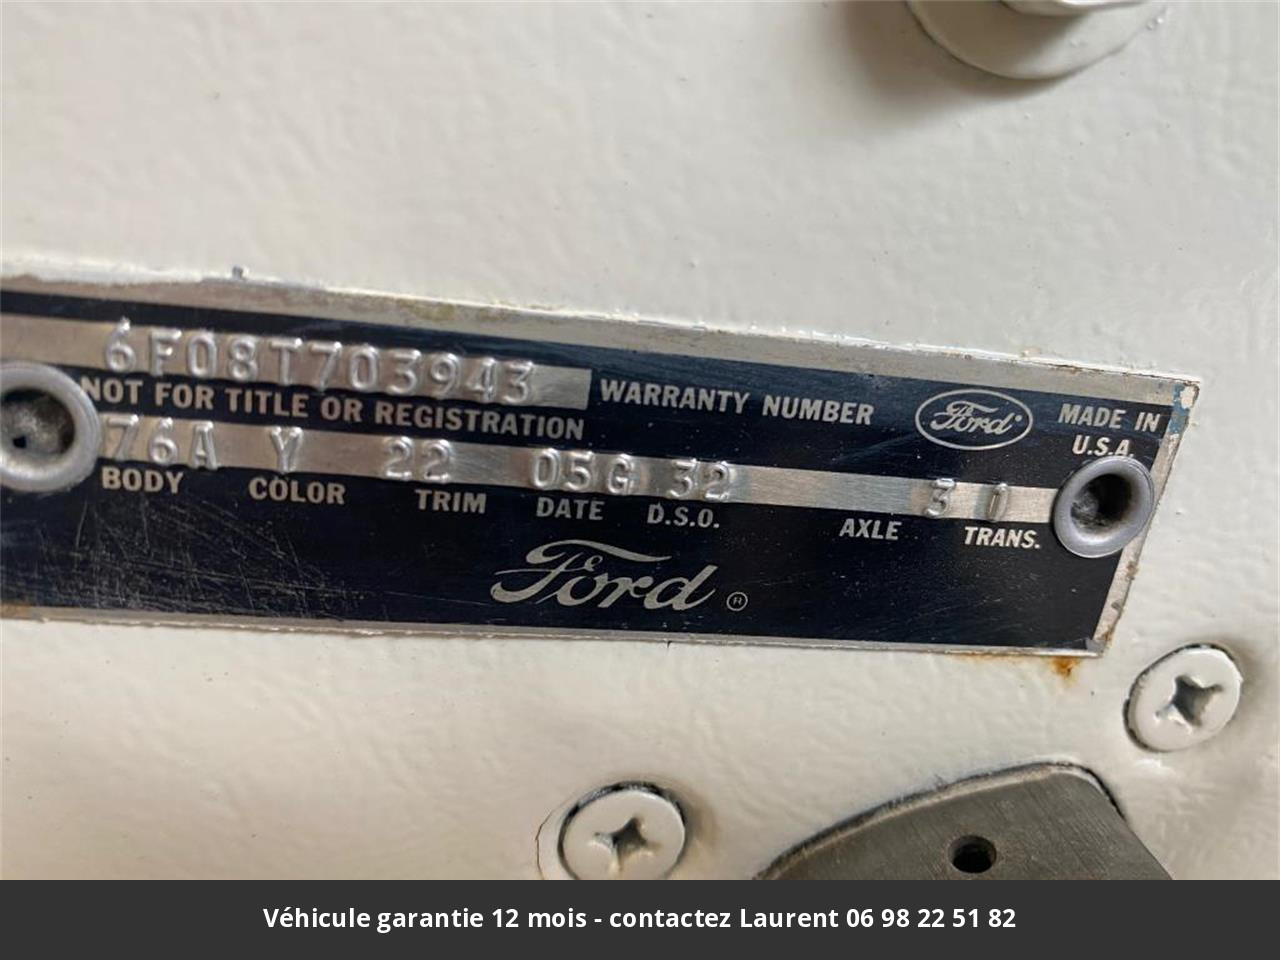 6F08T703943
NOT FOR TITLE OR REGISTRATION
WARRANTY NUMBER
Ford
MADE IN
U.S.A.
76A Y 22 05G 32 3
BODY COLOR TRIM DATE D.S.O. AXLE TRANS.
Ford ®
Véhicule garantie 12 mois - contactez Laurent 06 98 22 51 82